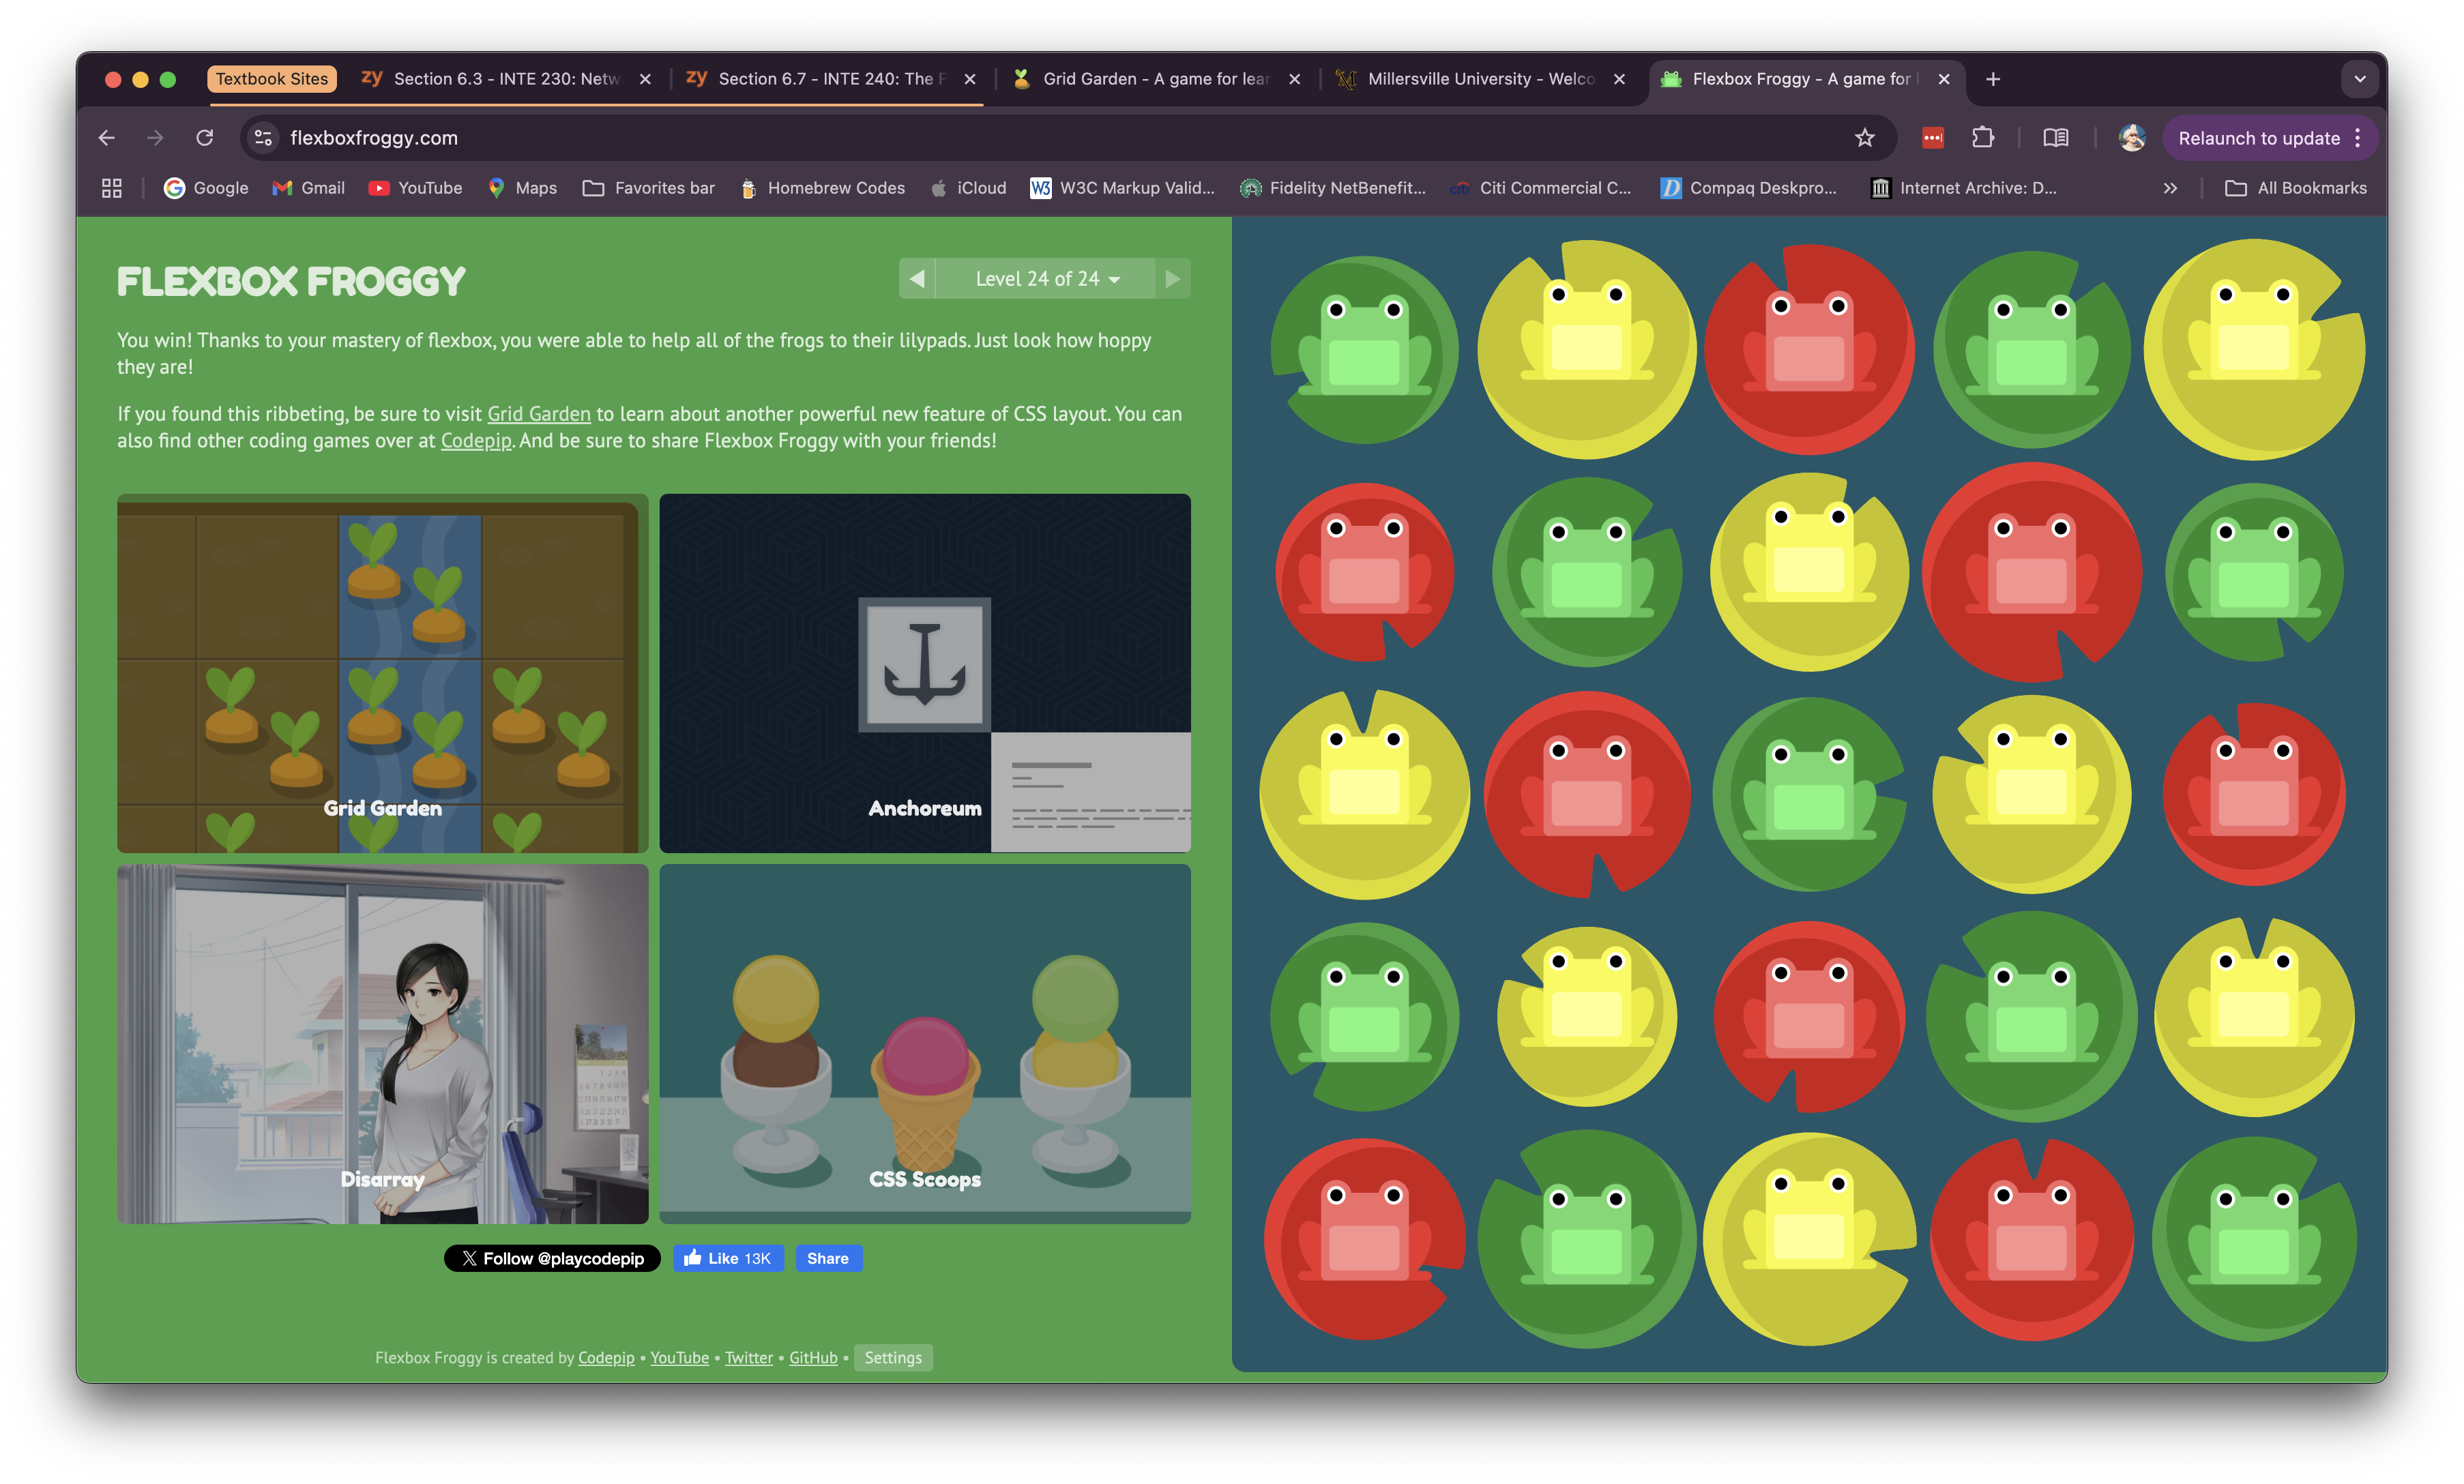 Textbook Sites
zy Section 6.3 - INTE 230: Netw
zy Section 6.7 - INTE 240: The F
Grid Garden - A game for lear
Millersville University - Welco
Flexbox Froggy - A game for l
flexboxfroggy.com
Relaunch to update
Google
Gmail
YouTube
Maps
Favorites bar
Homebrew Codes
iCloud
W3 W3C Markup Valid...
Fidelity NetBenefit...
citi Citi Commercial C...
D Compaq Deskpro...
Internet Archive: D...
All Bookmarks
FLEXBOX FROGGY
Level 24 of 24
You win! Thanks to your mastery of flexbox, you were able to help all of the frogs to their lilypads. Just look how hoppy
they are!
If you found this ribbeting, be sure to visit Grid Garden to learn about another powerful new feature of CSS layout. You can
also find other coding games over at Codepip. And be sure to share Flexbox Froggy with your friends!
Grid Garden
Anchoreum
Disarray
CSS Scoops
X Follow @playcodepip
Like 13K
Share
Flexbox Froggy is created by Codepip • YouTube • Twitter • GitHub • Settings